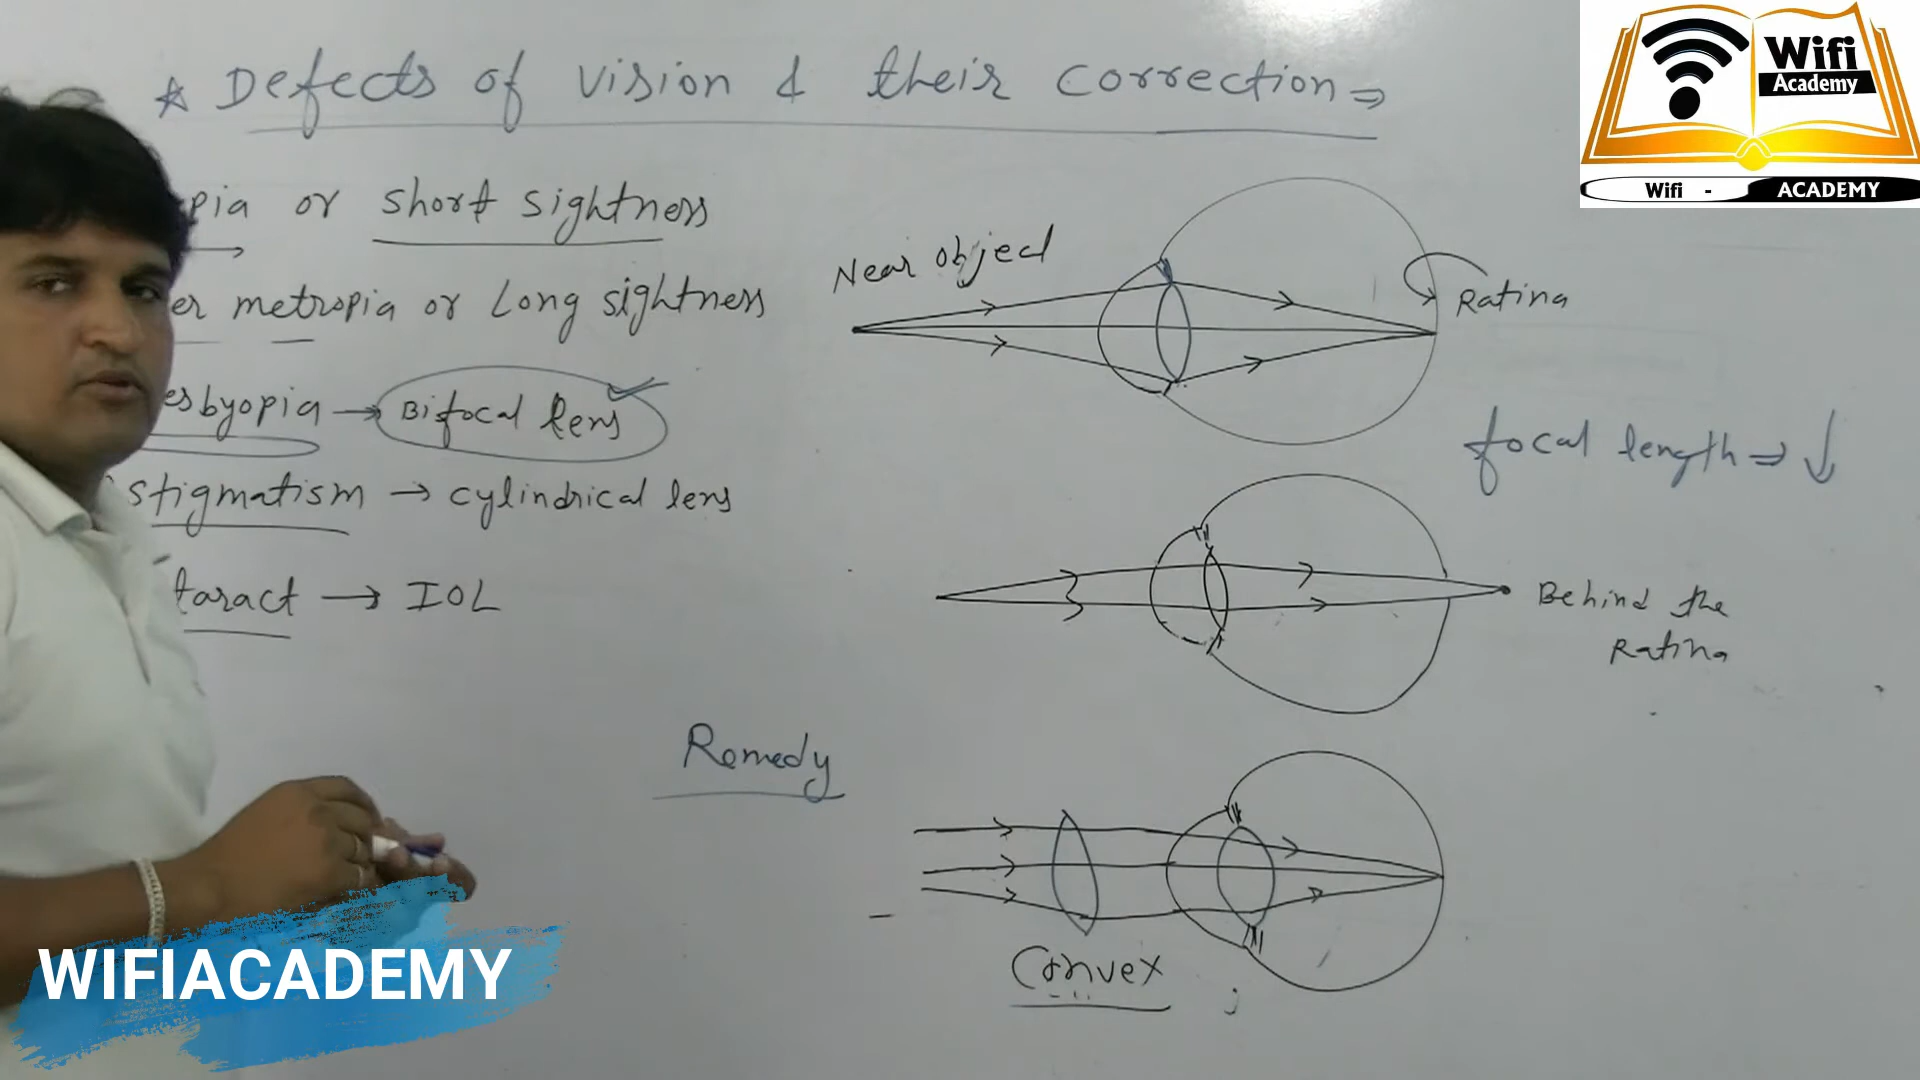 ☆ Defects of vision & their correction ⇒
pia or short sightness
er metropia or Long sightness
esbyopia → Bifocal lens
stigmatism → cylindrical lens
taract → IOL
Near object
Ratina
focal length ⇒ ↓
Behind the
Ratina
Remedy
Convex
Wifi
Academy
Wifi - ACADEMY
WIFIACADEMY